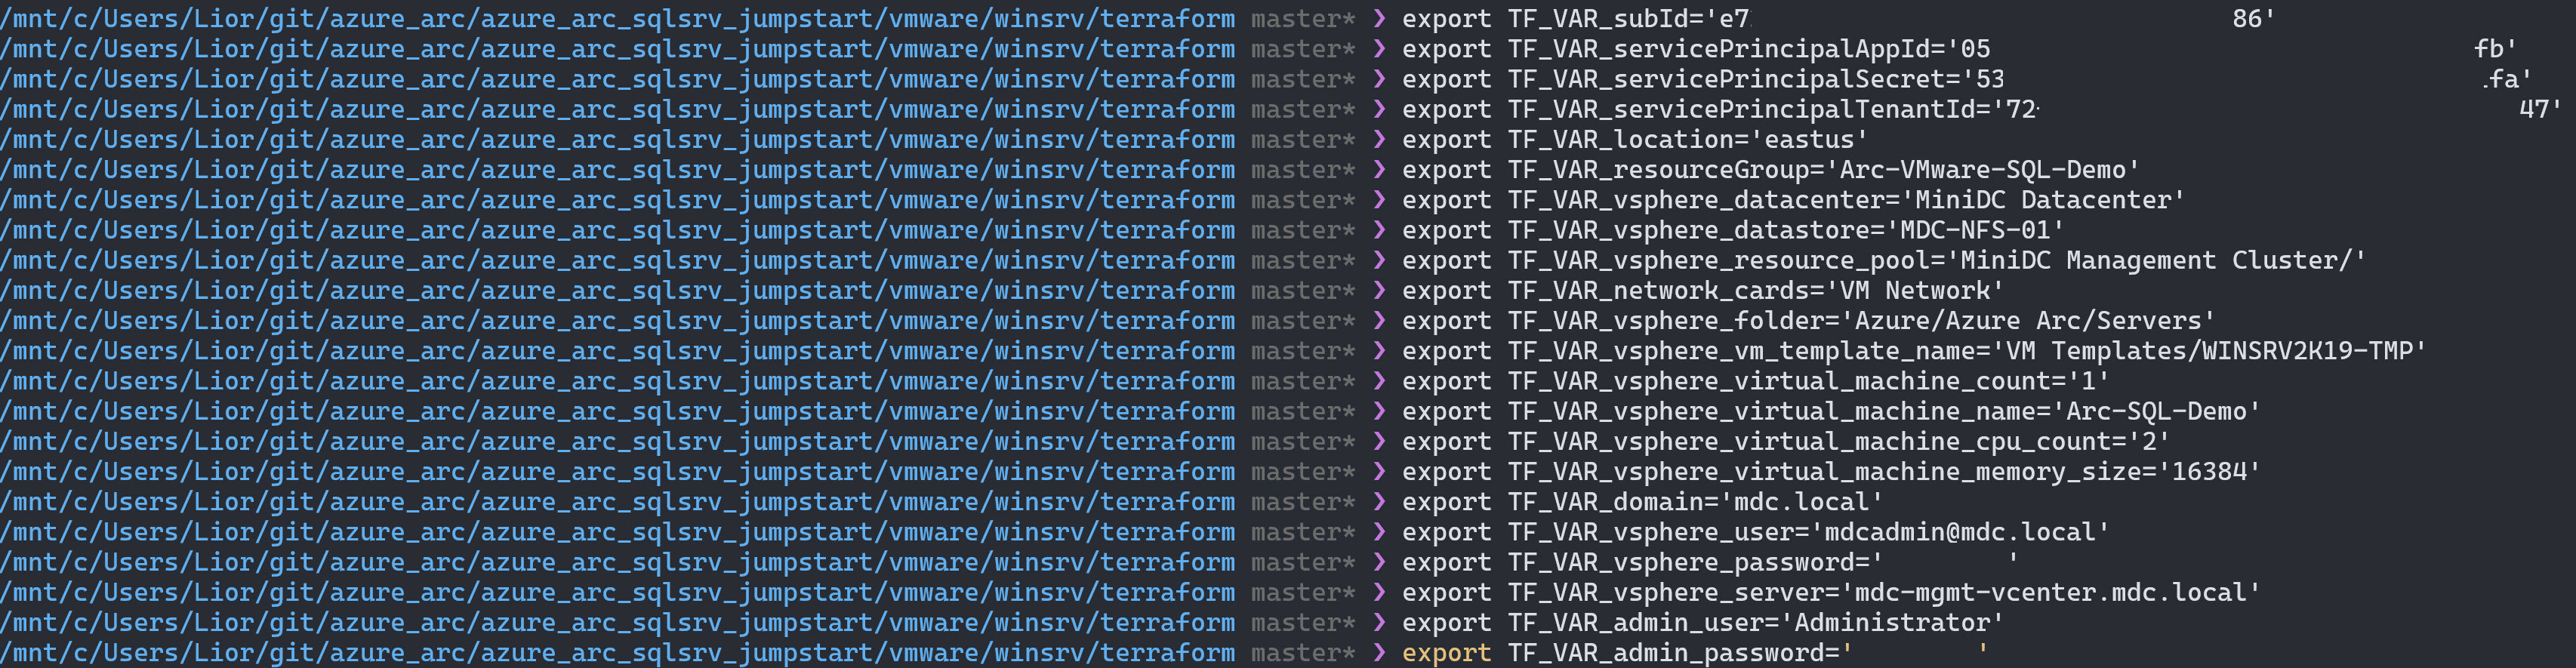 /mnt/c/Users/Lior/git/azure_arc/azure_arc_sqlsrv_jumpstart/vmware/winsrv/terraform master* ❯ export TF_VAR_subId='e7 86'
/mnt/c/Users/Lior/git/azure_arc/azure_arc_sqlsrv_jumpstart/vmware/winsrv/terraform master* ❯ export TF_VAR_servicePrincipalAppId='05 fb'
/mnt/c/Users/Lior/git/azure_arc/azure_arc_sqlsrv_jumpstart/vmware/winsrv/terraform master* ❯ export TF_VAR_servicePrincipalSecret='53 fa'
/mnt/c/Users/Lior/git/azure_arc/azure_arc_sqlsrv_jumpstart/vmware/winsrv/terraform master* ❯ export TF_VAR_servicePrincipalTenantId='72 47'
/mnt/c/Users/Lior/git/azure_arc/azure_arc_sqlsrv_jumpstart/vmware/winsrv/terraform master* ❯ export TF_VAR_location='eastus'
/mnt/c/Users/Lior/git/azure_arc/azure_arc_sqlsrv_jumpstart/vmware/winsrv/terraform master* ❯ export TF_VAR_resourceGroup='Arc-VMware-SQL-Demo'
/mnt/c/Users/Lior/git/azure_arc/azure_arc_sqlsrv_jumpstart/vmware/winsrv/terraform master* ❯ export TF_VAR_vsphere_datacenter='MiniDC Datacenter'
/mnt/c/Users/Lior/git/azure_arc/azure_arc_sqlsrv_jumpstart/vmware/winsrv/terraform master* ❯ export TF_VAR_vsphere_datastore='MDC-NFS-01'
/mnt/c/Users/Lior/git/azure_arc/azure_arc_sqlsrv_jumpstart/vmware/winsrv/terraform master* ❯ export TF_VAR_vsphere_resource_pool='MiniDC Management Cluster/'
/mnt/c/Users/Lior/git/azure_arc/azure_arc_sqlsrv_jumpstart/vmware/winsrv/terraform master* ❯ export TF_VAR_network_cards='VM Network'
/mnt/c/Users/Lior/git/azure_arc/azure_arc_sqlsrv_jumpstart/vmware/winsrv/terraform master* ❯ export TF_VAR_vsphere_folder='Azure/Azure Arc/Servers'
/mnt/c/Users/Lior/git/azure_arc/azure_arc_sqlsrv_jumpstart/vmware/winsrv/terraform master* ❯ export TF_VAR_vsphere_vm_template_name='VM Templates/WINSRV2K19-TMP'
/mnt/c/Users/Lior/git/azure_arc/azure_arc_sqlsrv_jumpstart/vmware/winsrv/terraform master* ❯ export TF_VAR_vsphere_virtual_machine_count='1'
/mnt/c/Users/Lior/git/azure_arc/azure_arc_sqlsrv_jumpstart/vmware/winsrv/terraform master* ❯ export TF_VAR_vsphere_virtual_machine_name='Arc-SQL-Demo'
/mnt/c/Users/Lior/git/azure_arc/azure_arc_sqlsrv_jumpstart/vmware/winsrv/terraform master* ❯ export TF_VAR_vsphere_virtual_machine_cpu_count='2'
/mnt/c/Users/Lior/git/azure_arc/azure_arc_sqlsrv_jumpstart/vmware/winsrv/terraform master* ❯ export TF_VAR_vsphere_virtual_machine_memory_size='16384'
/mnt/c/Users/Lior/git/azure_arc/azure_arc_sqlsrv_jumpstart/vmware/winsrv/terraform master* ❯ export TF_VAR_domain='mdc.local'
/mnt/c/Users/Lior/git/azure_arc/azure_arc_sqlsrv_jumpstart/vmware/winsrv/terraform master* ❯ export TF_VAR_vsphere_user='mdcadmin@mdc.local'
/mnt/c/Users/Lior/git/azure_arc/azure_arc_sqlsrv_jumpstart/vmware/winsrv/terraform master* ❯ export TF_VAR_vsphere_password=' '
/mnt/c/Users/Lior/git/azure_arc/azure_arc_sqlsrv_jumpstart/vmware/winsrv/terraform master* ❯ export TF_VAR_vsphere_server='mdc-mgmt-vcenter.mdc.local'
/mnt/c/Users/Lior/git/azure_arc/azure_arc_sqlsrv_jumpstart/vmware/winsrv/terraform master* ❯ export TF_VAR_admin_user='Administrator'
/mnt/c/Users/Lior/git/azure_arc/azure_arc_sqlsrv_jumpstart/vmware/winsrv/terraform master* ❯ export TF_VAR_admin_password=' '